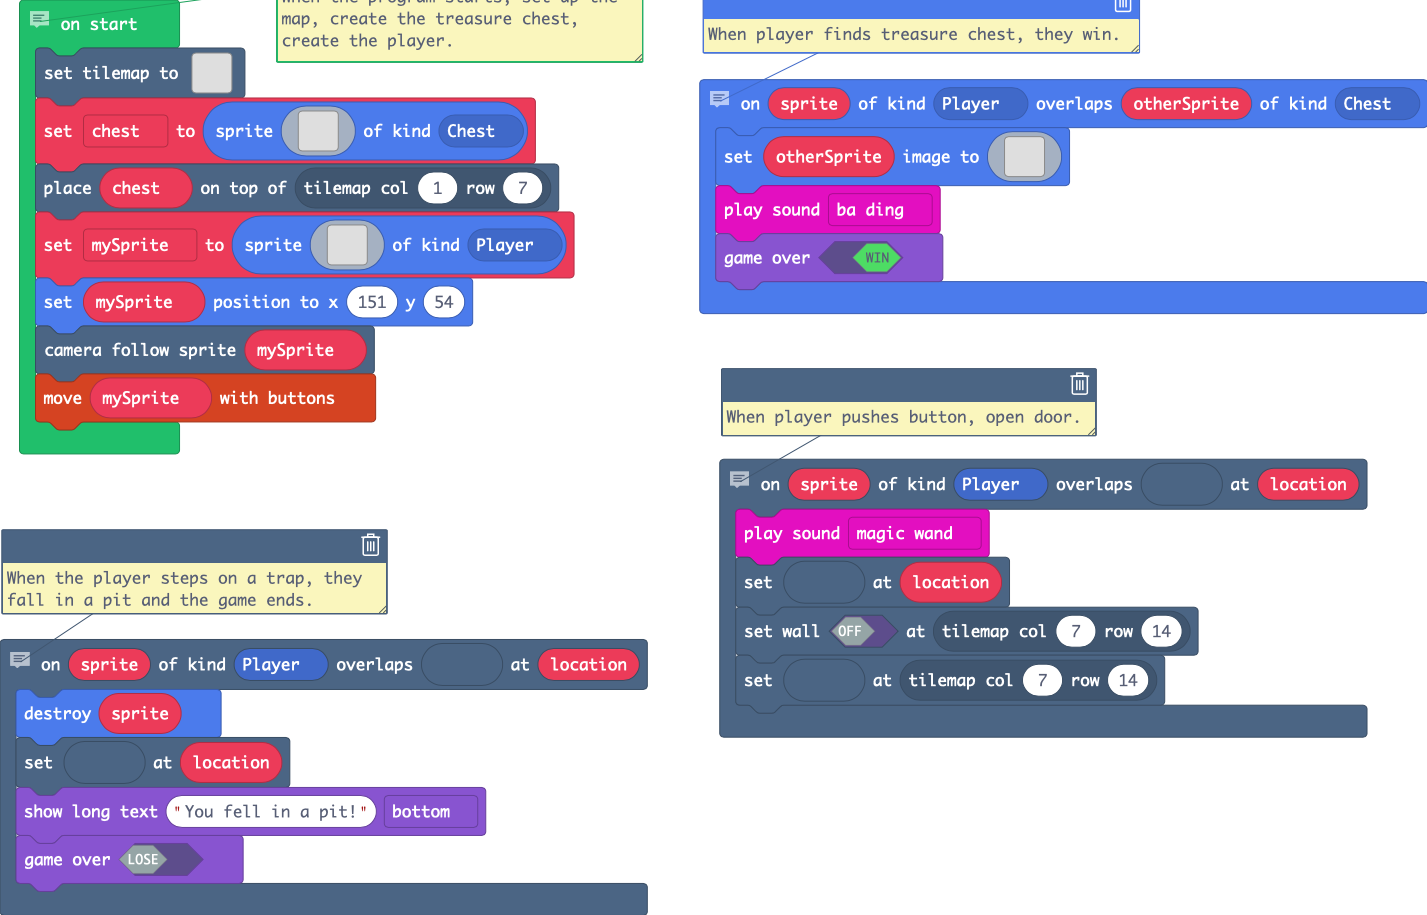 when the program starts, set up the
map, create the treasure chest,
create the player.
on start
set tilemap to
set chest to sprite of kind Chest
place chest on top of tilemap col 1 row 7
set mySprite to sprite of kind Player
set mySprite position to x 151 y 54
camera follow sprite mySprite
move mySprite with buttons
When the player steps on a trap, they
fall in a pit and the game ends.
on sprite of kind Player overlaps at location
destroy sprite
set at location
show long text "You fell in a pit!" bottom
game over LOSE
When player finds treasure chest, they win.
on sprite of kind Player overlaps otherSprite of kind Chest
set otherSprite image to
play sound ba ding
game over WIN
When player pushes button, open door.
on sprite of kind Player overlaps at location
play sound magic wand
set at location
set wall OFF at tilemap col 7 row 14
set at tilemap col 7 row 14